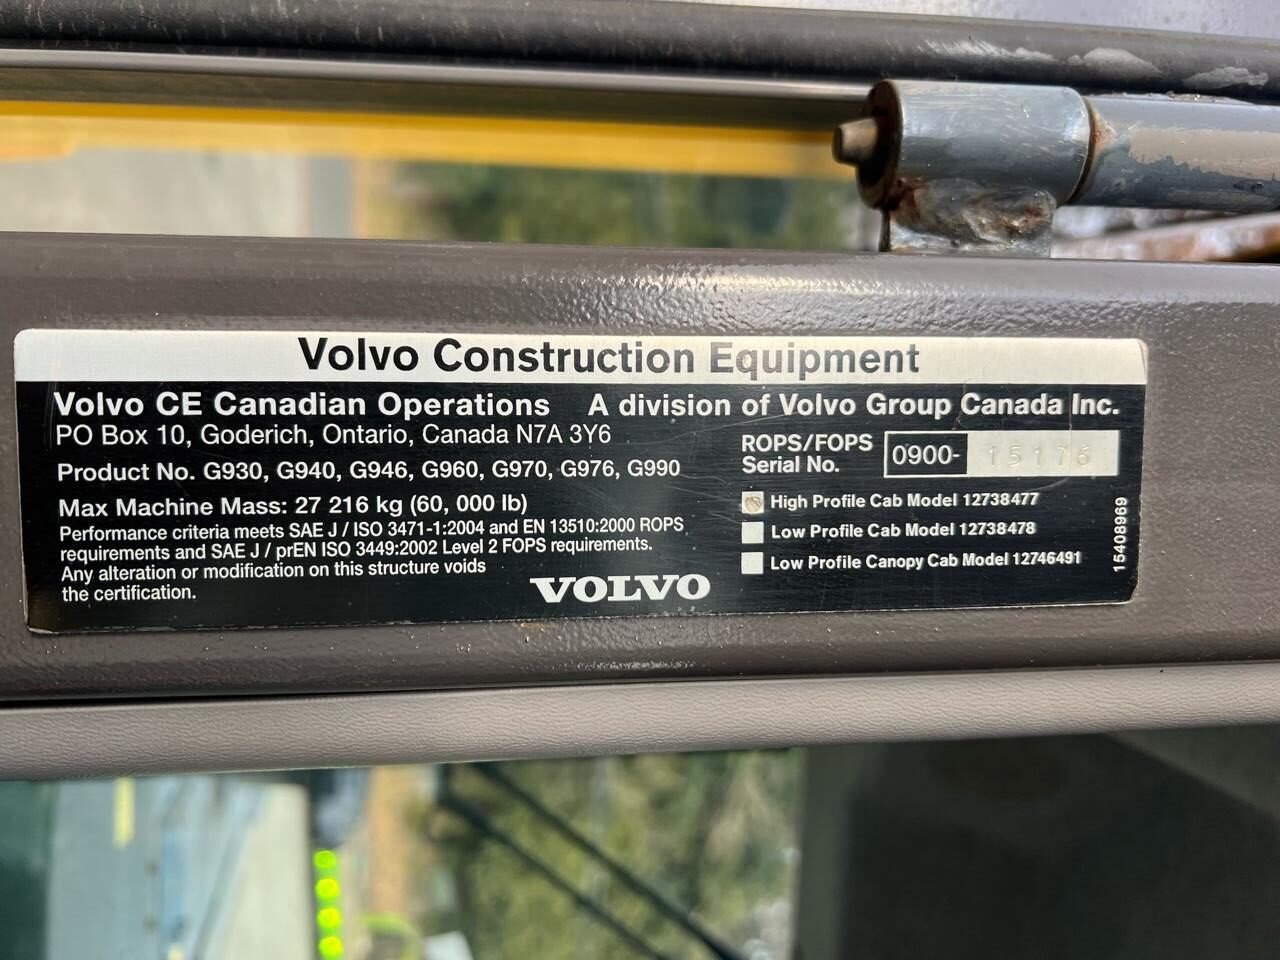 Volvo Construction Equipment
Volvo CE Canadian Operations A division of Volvo Group Canada Inc.
PO Box 10, Goderich, Ontario, Canada N7A 3Y6
Product No. G930, G940, G946, G960, G970, G976, G990
Max Machine Mass: 27 216 kg (60, 000 lb)
Performance criteria meets SAE J / ISO 3471-1:2004 and EN 13510:2000 ROPS
requirements and SAE J / prEN ISO 3449:2002 Level 2 FOPS requirements.
Any alteration or modification on this structure voids
the certification.
VOLVO
ROPS/FOPS
Serial No. 0900- 15176
High Profile Cab Model 12738477
Low Profile Cab Model 12738478
Low Profile Canopy Cab Model 12746491
15408969